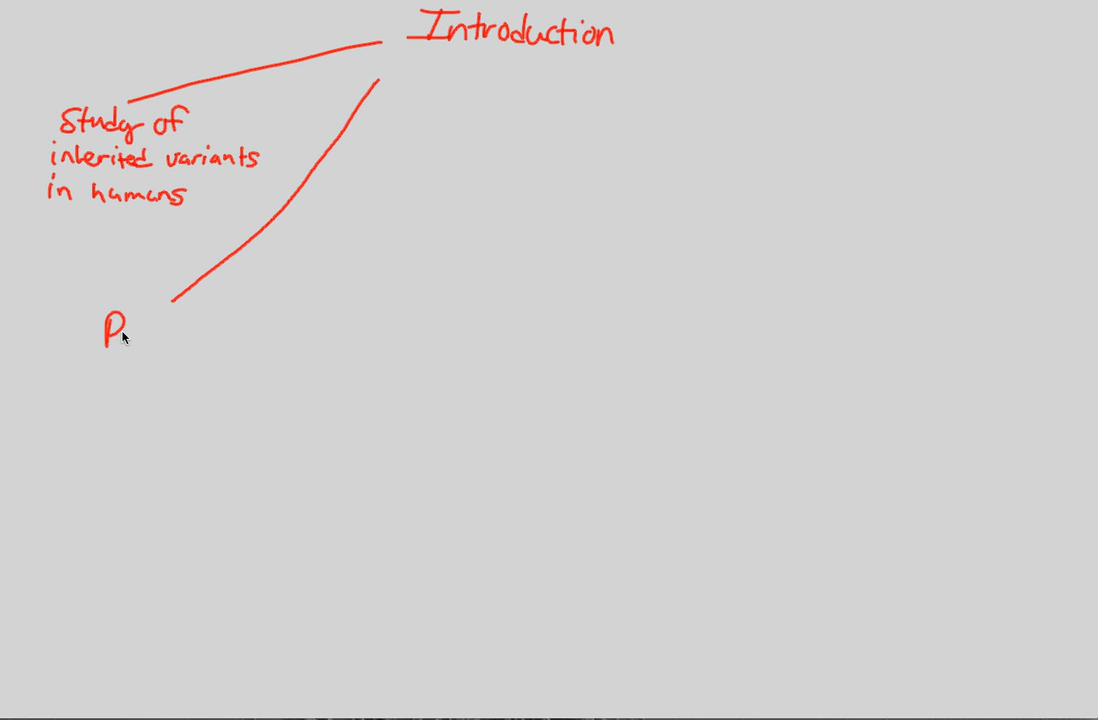 Introduction
Study of
inherited variants
in humans
P